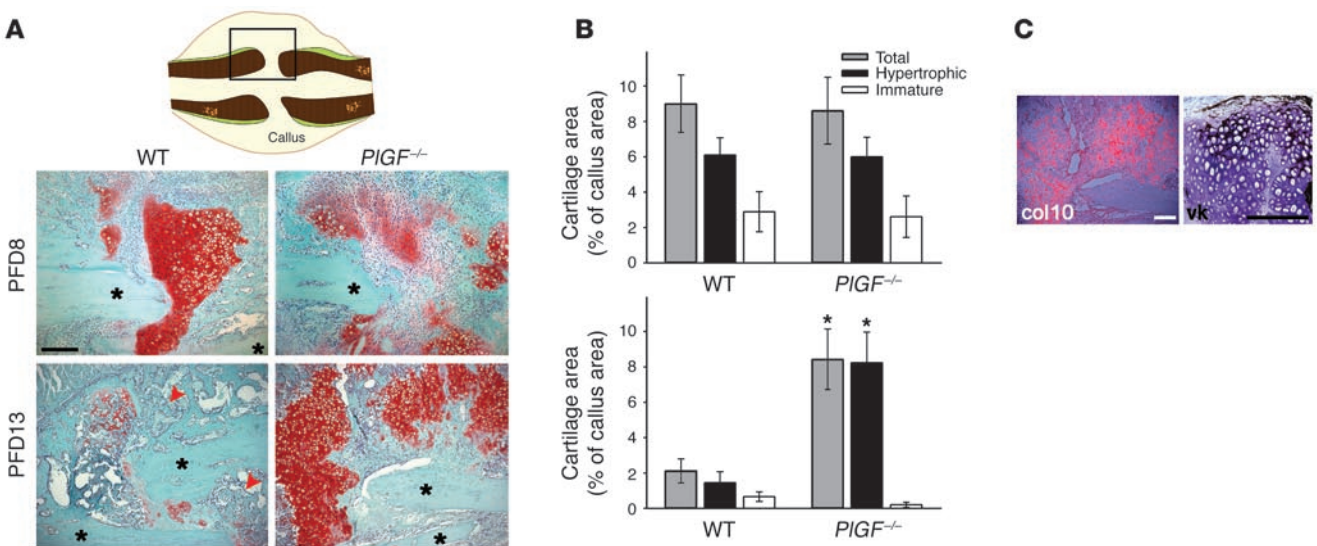 A
Callus
WT
PlGF–/–
PFD8
*
*
*
PFD13
*
*
*
*
B
Total
Hypertrophic
Immature
Cartilage area
(% of callus area)
10
8
6
4
2
0
WT
PlGF–/–
Cartilage area
(% of callus area)
10
8
6
4
2
0
*
*
WT
PlGF–/–
C
col10
vk